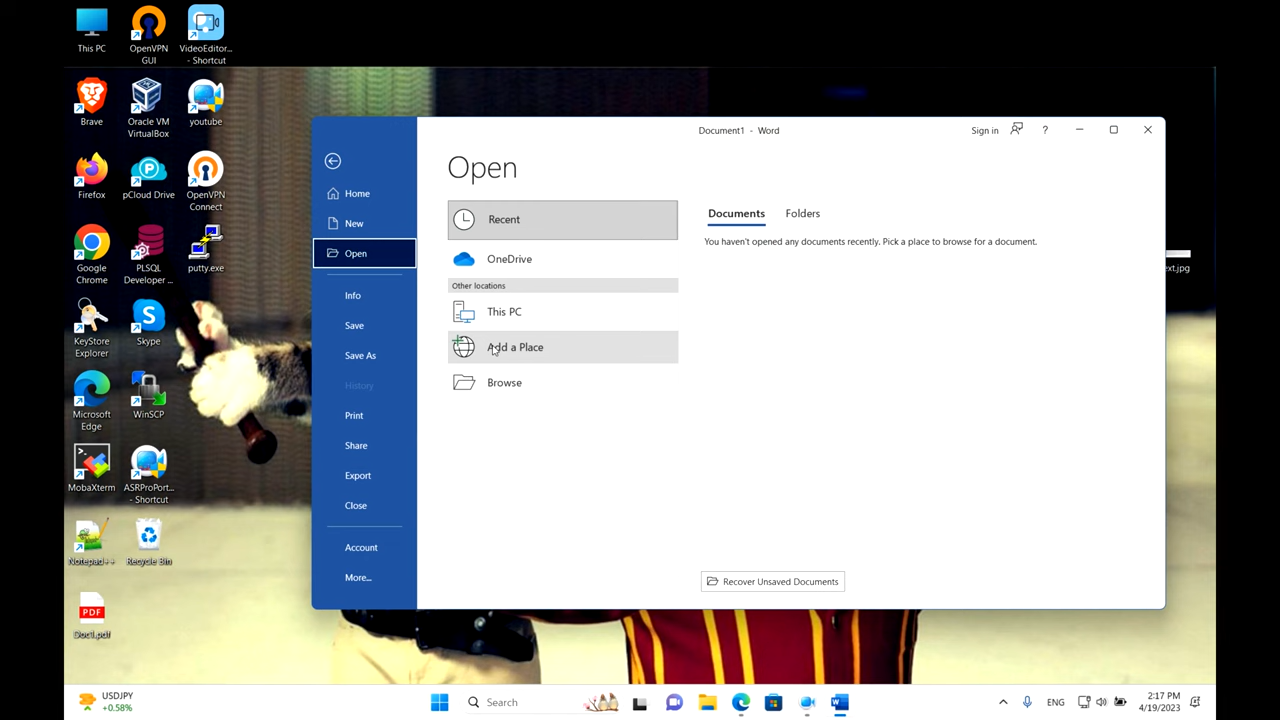 This PC
OpenVPN
GUI
VideoEditor...
- Shortcut
Brave
Oracle VM
VirtualBox
youtube
Firefox
pCloud Drive
OpenVPN
Connect
Google
Chrome
PLSQL
Developer ...
putty.exe
KeyStore
Explorer
Skype
Microsoft
Edge
WinSCP
MobaXterm
ASRProPort...
- Shortcut
Notepad++
Recycle Bin
PDF
Doc1.pdf
ext.jpg
Document1 - Word
Sign in
?
Home
New
Open
Info
Save
Save As
History
Print
Share
Export
Close
Account
More...
Open
Recent
OneDrive
Other locations
This PC
Add a Place
Browse
Documents
Folders
You haven't opened any documents recently. Pick a place to browse for a document.
Recover Unsaved Documents
USDJPY
+0.58%
Search
ENG
2:17 PM
4/19/2023